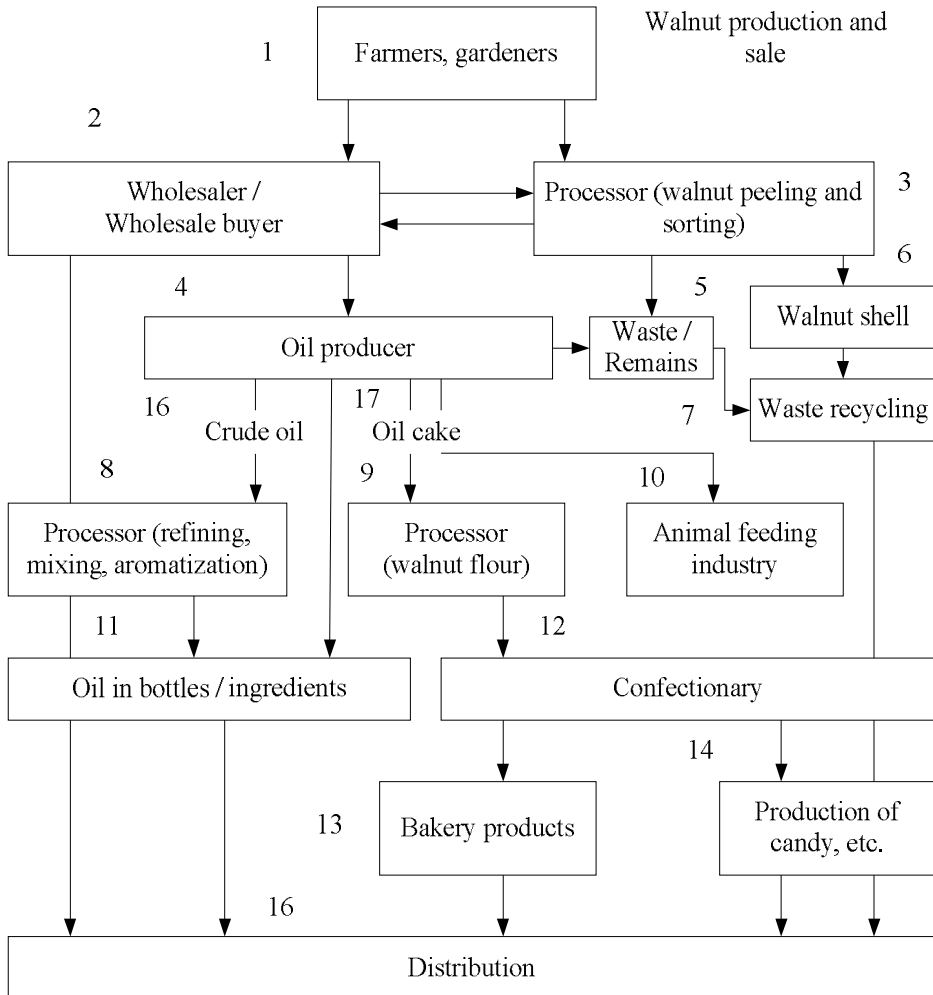 Walnut production and
sale
1
Farmers, gardeners
2
Wholesaler /
Wholesale buyer
Processor (walnut peeling and
sorting)
3
4
5
6
Oil producer
Waste /
Remains
Walnut shell
16
17
7
Waste recycling
Crude oil
Oil cake
8
9
10
Processor (refining,
mixing, aromatization)
Processor
(walnut flour)
Animal feeding
industry
11
12
Oil in bottles / ingredients
Confectionary
14
13
Bakery products
Production of
candy, etc.
16
Distribution